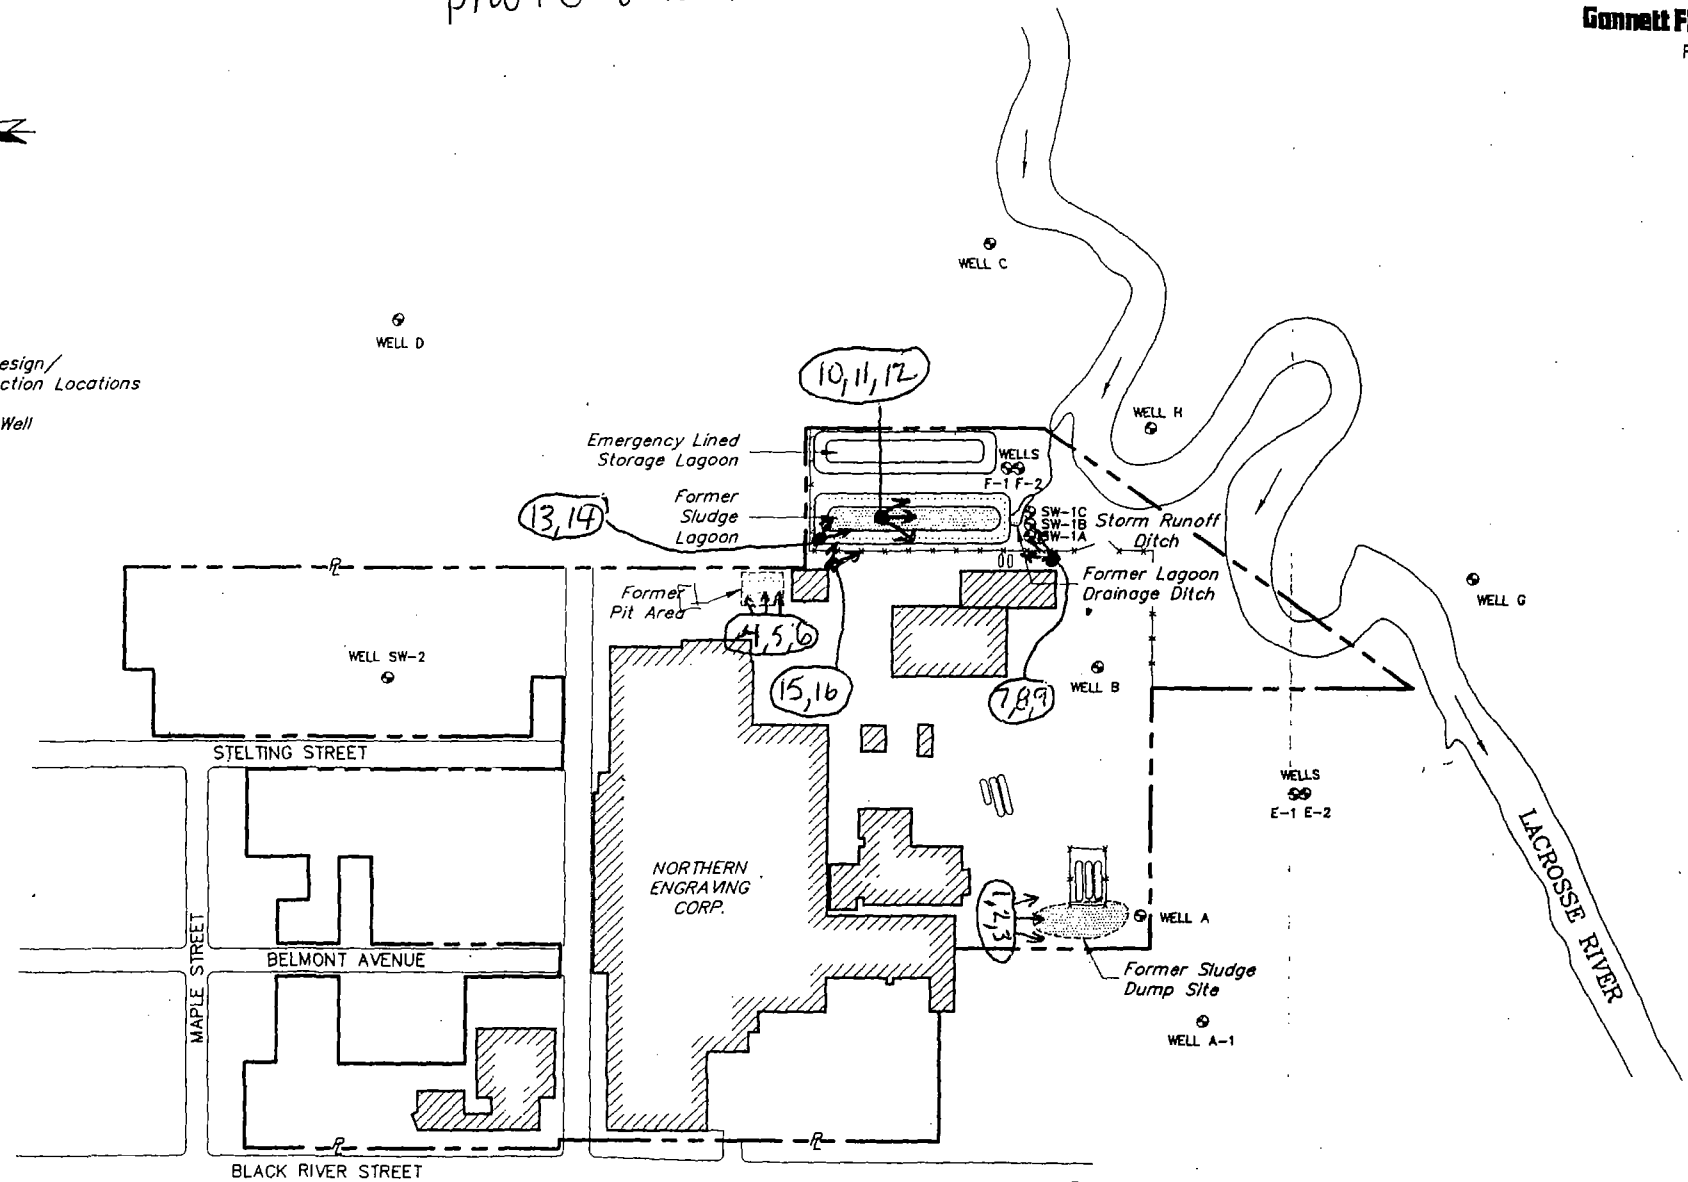 Gannett
WELL C
WELL D
esign/
ction Locations
Well
10, 11, 12
WELL H
Emergency Lined
Storage Lagoon
WELLS
F-1 F-2
Former
Sludge
Lagoon
13, 14
SW-1C
SW-1B
SW-1A
Storm Runoff
Ditch
PL
Former
Pit Area
Former Lagoon
Drainage Ditch
WELL G
4, 5, 6
WELL SW-2
15, 16
7, 8, 9
WELL B
STELTING STREET
WELLS
E-1 E-2
LACROSSE RIVER
NORTHERN
ENGRAVING
CORP.
1, 2, 3
WELL A
MAPLE STREET
BELMONT AVENUE
Former Sludge
Dump Site
WELL A-1
PL
PL
BLACK RIVER STREET